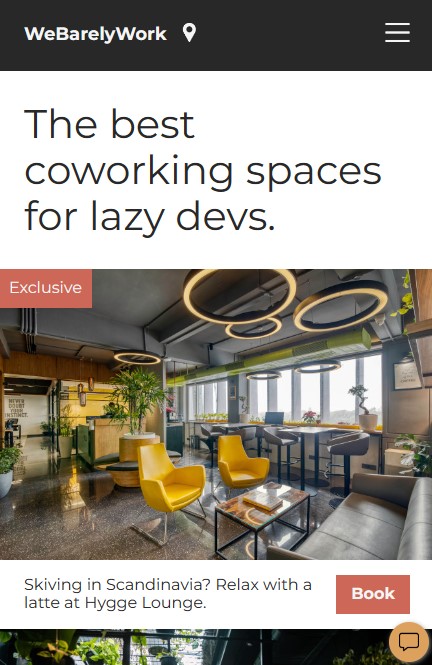 WeBarelyWork
The best
coworking spaces
for lazy devs.
Exclusive
NEVER
DOUBT
YOUR
INSTINCT
Skiving in Scandinavia? Relax with a
latte at Hygge Lounge.
Book